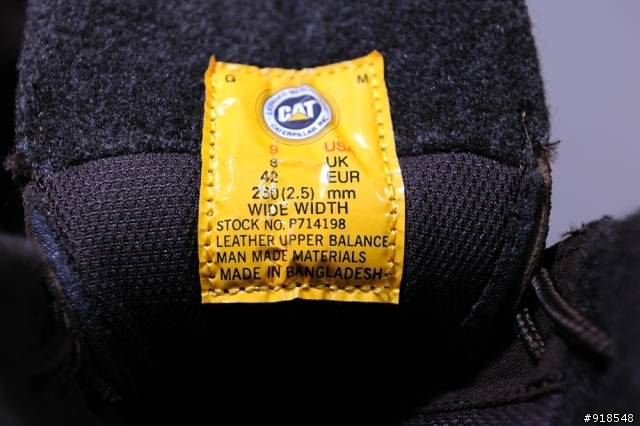 G M
CAT
CATERPILLAR INC
9 USA
8 UK
42 EUR
260(2.5) mm
WIDE WIDTH
STOCK NO. P714198
LEATHER UPPER BALANCE
MAN MADE MATERIALS
MADE IN BANGLADESH
#918548